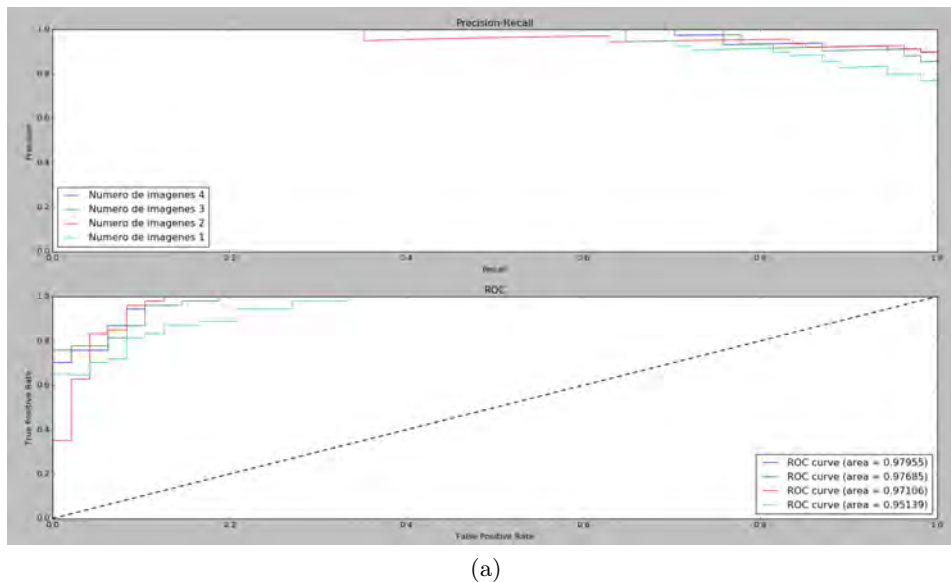 Precision-Recall
1.0
0.8
0.6
0.4
0.2
0.0
Precision
Numero de imagenes 4
Numero de imagenes 3
Numero de imagenes 2
Numero de imagenes 1
0.0 0.2 0.4 0.6 0.8 1.0
Recall
ROC
1.0
0.8
0.6
0.4
0.2
0.0
True Positive Rate
ROC curve (area = 0.97955)
ROC curve (area = 0.97685)
ROC curve (area = 0.97106)
ROC curve (area = 0.95139)
0.0 0.2 0.4 0.6 0.8 1.0
False Positive Rate
(a)